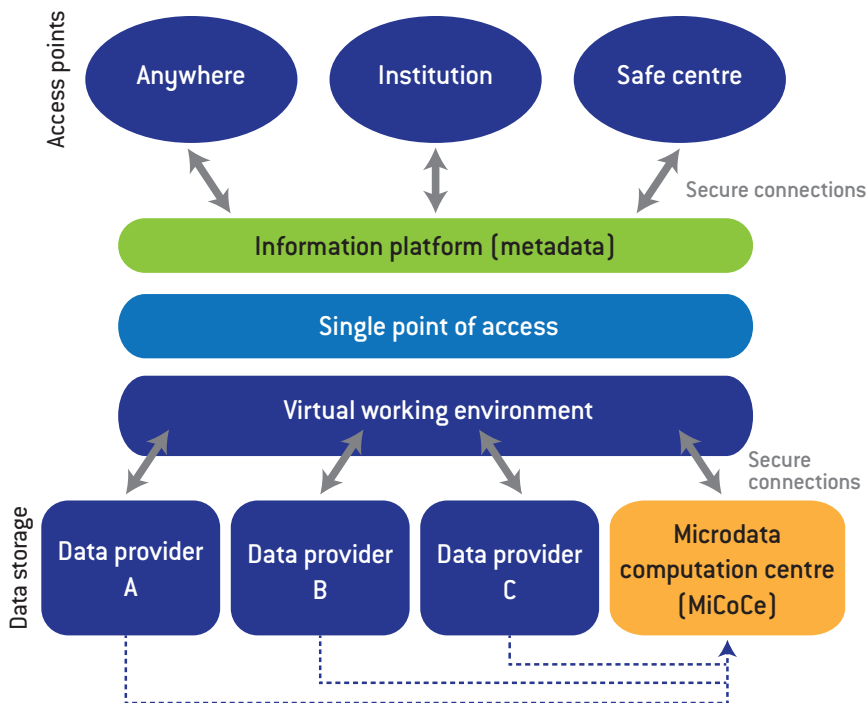 Access points
Anywhere
Institution
Safe centre
Secure connections
Information platform (metadata)
Single point of access
Virtual working environment
Secure
connections
Data storage
Data provider
A
Data provider
B
Data provider
C
Microdata
computation centre
(MiCoCe)